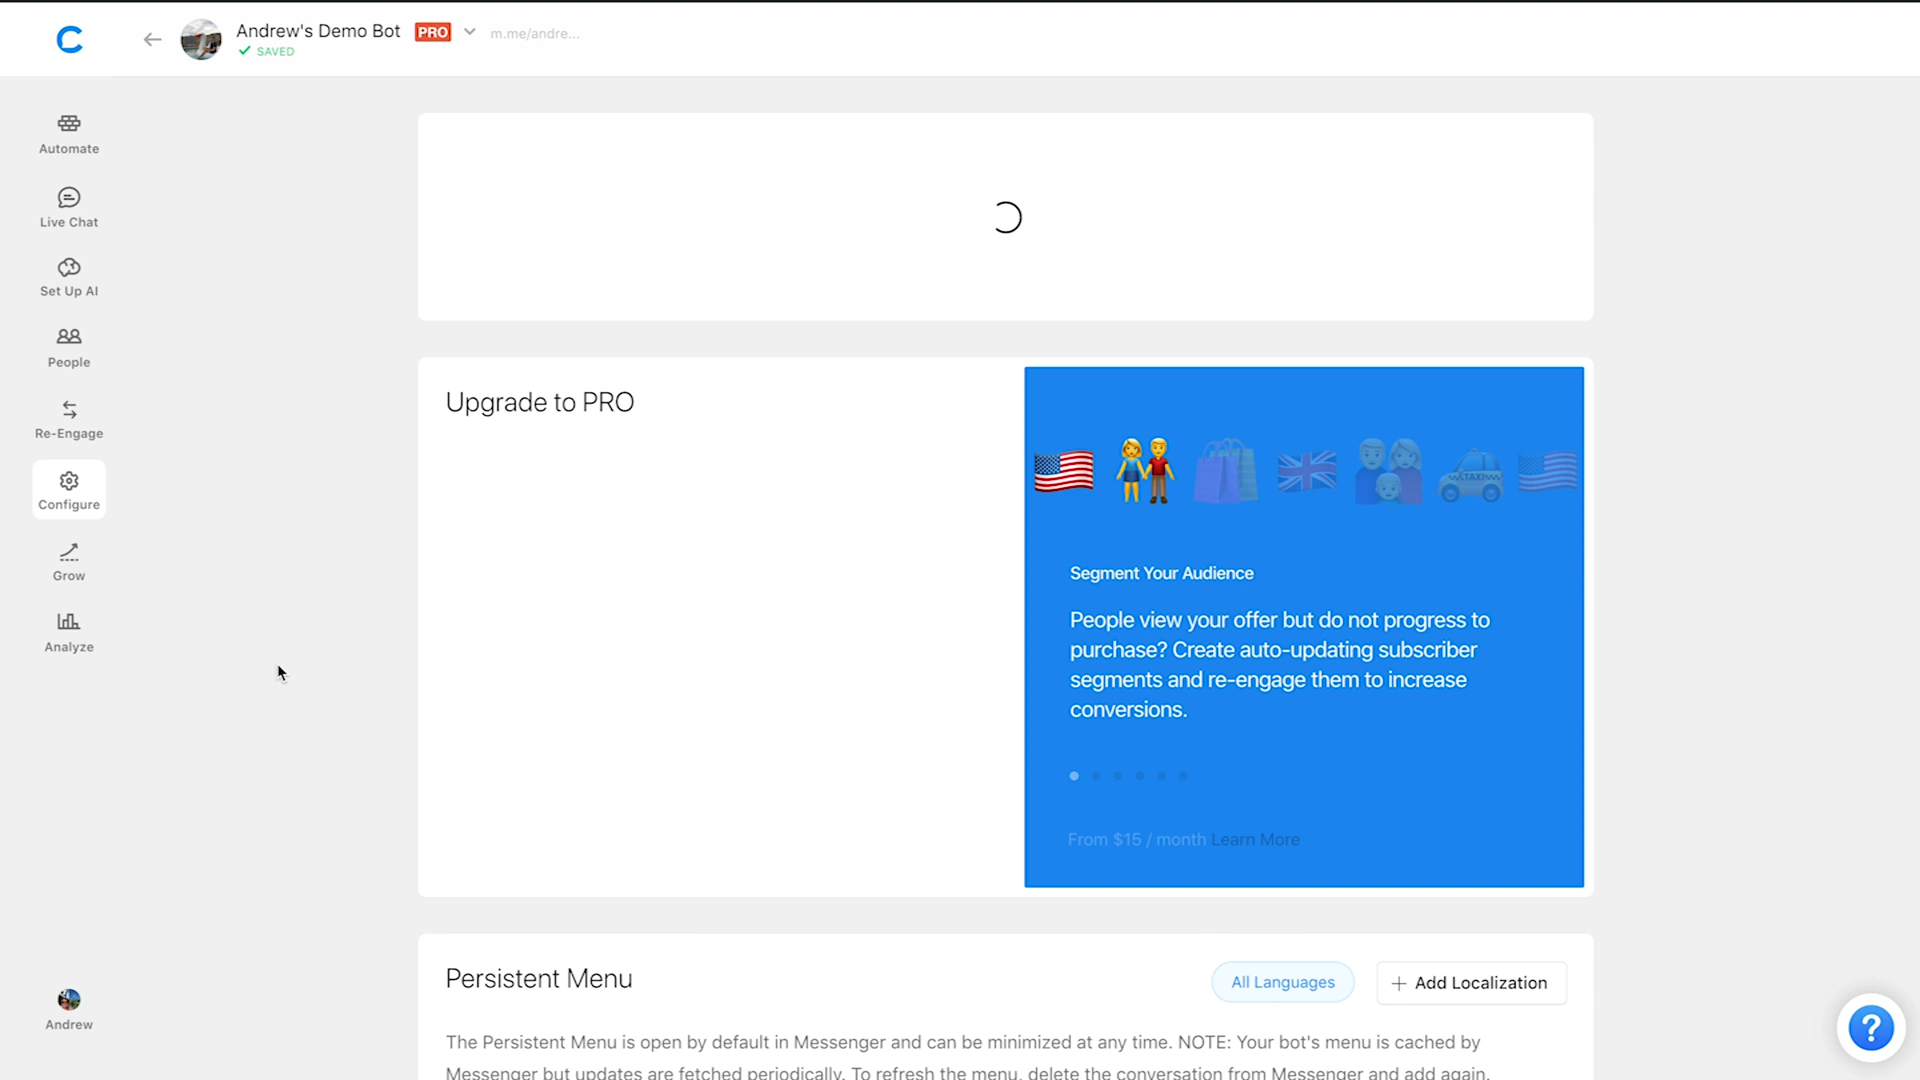 Andrew's Demo Bot PRO m.me/andre...
SAVED
Automate
Live Chat
Set Up AI
People
Re-Engage
Configure
Grow
Analyze
Andrew
Upgrade to PRO
Segment Your Audience
People view your offer but do not progress to
purchase? Create auto-updating subscriber
segments and re-engage them to increase
conversions.
From $15 / month Learn More
Persistent Menu
All Languages
+ Add Localization
The Persistent Menu is open by default in Messenger and can be minimized at any time. NOTE: Your bot's menu is cached by
Messenger but updates are fetched periodically. To refresh the menu, delete the conversation from Messenger and add again.
?